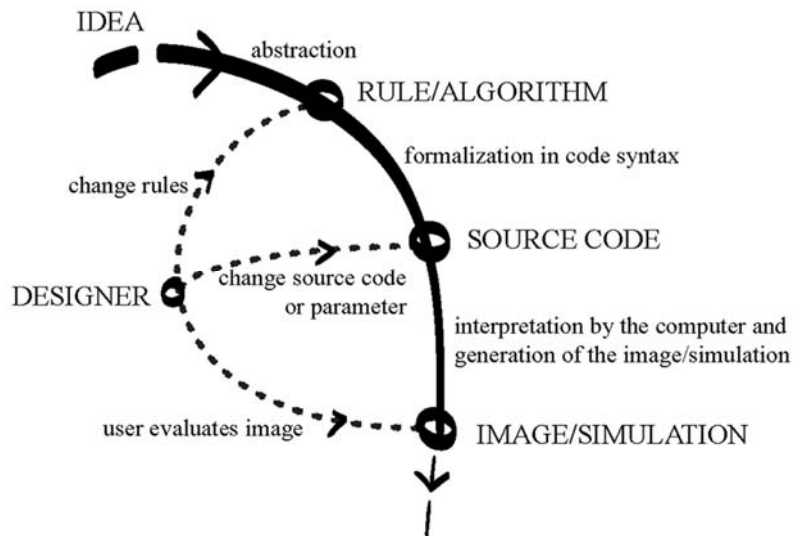 IDEA
abstraction
RULE/ALGORITHM
formalization in code syntax
change rules
SOURCE CODE
change source code
or parameter
DESIGNER
interpretation by the computer and
generation of the image/simulation
user evaluates image
IMAGE/SIMULATION